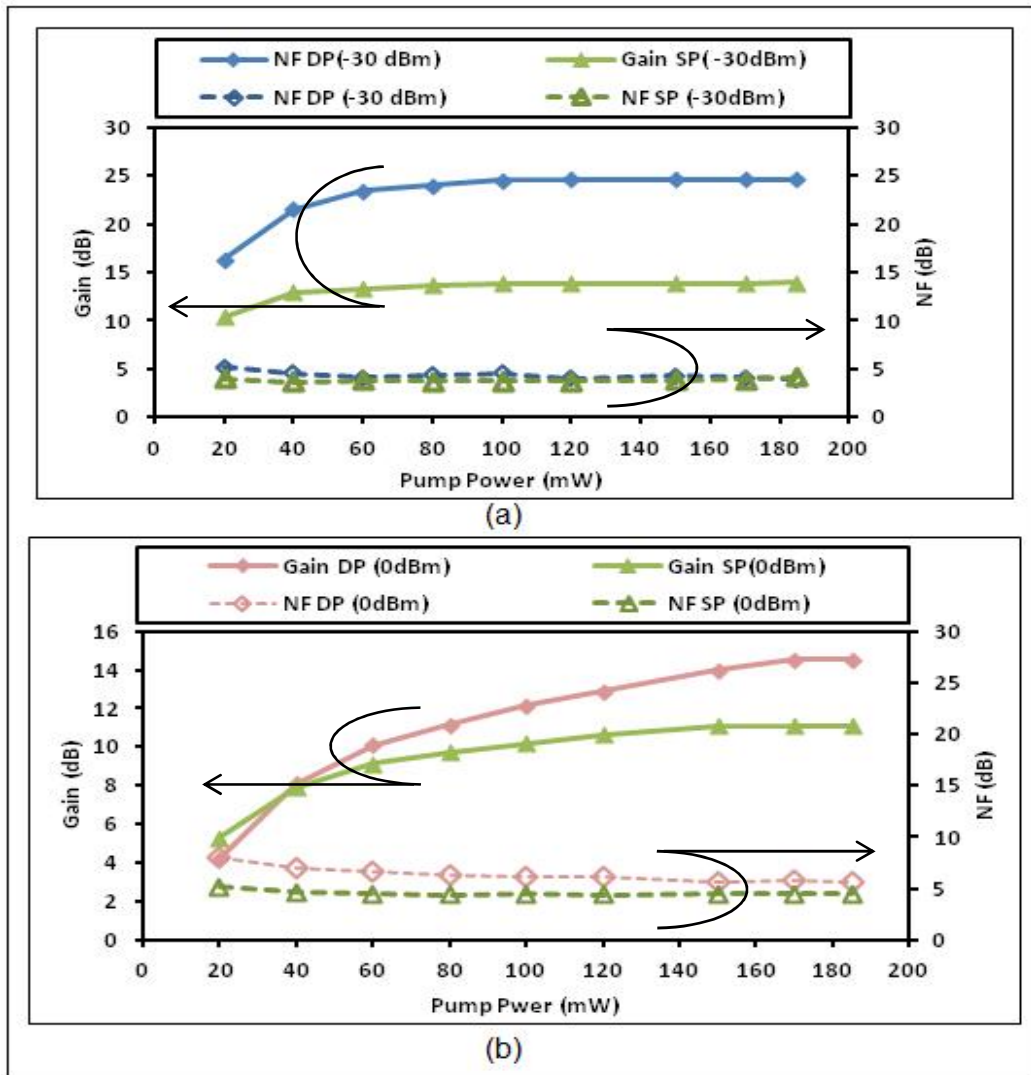 NF DP(-30 dBm) Gain SP( -30dBm)
NF DP (-30 dBm) NF SP (-30dBm)
30 30
25 25
20 20
15 15
10 10
5 5
0 0
Gain (dB)
NF (dB)
0 20 40 60 80 100 120 140 160 180 200
Pump Power (mW)
(a)
Gain DP (0dBm) Gain SP(0dBm)
NF DP (0dBm) NF SP (0dBm)
16 30
14 25
12 20
10 15
8 10
6 5
4 0
2
0
Gain (dB)
NF (dB)
0 20 40 60 80 100 120 140 160 180 200
Pump Pwer (mW)
(b)